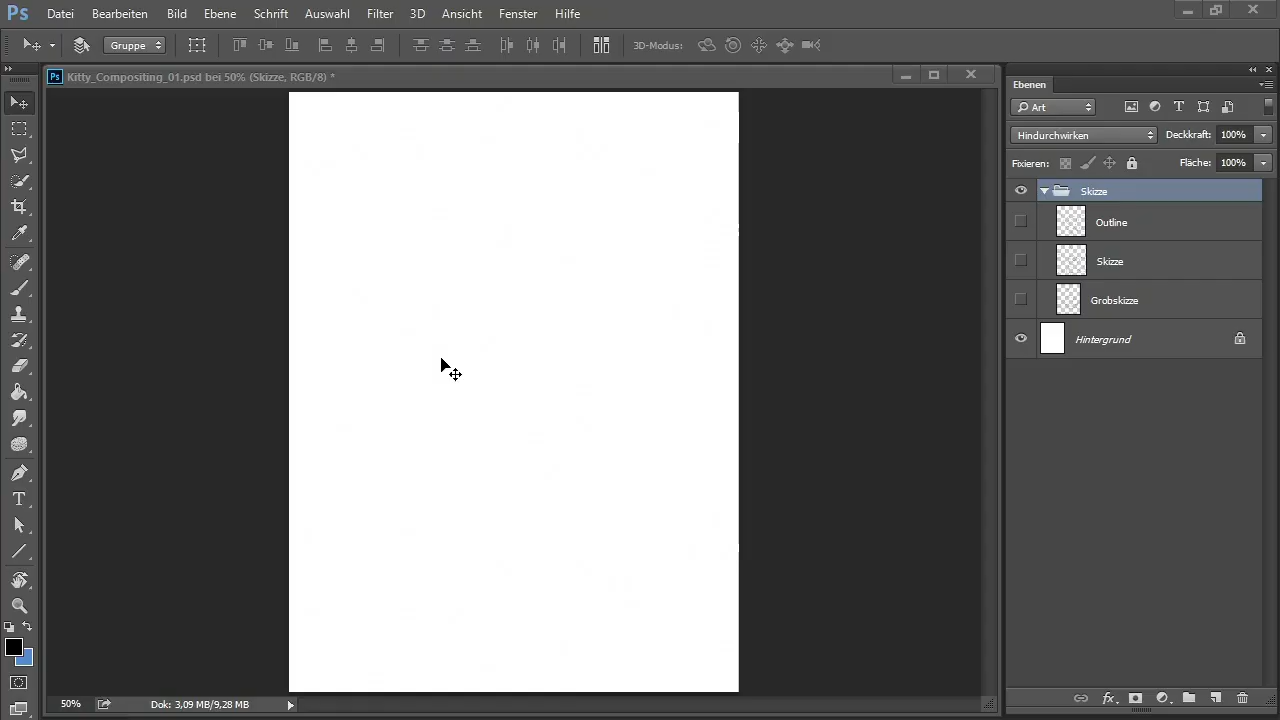 Ps Datei Bearbeiten Bild Ebene Schrift Auswahl Filter 3D Ansicht Fenster Hilfe
Gruppe 3D-Modus:
Ps Kitty_Compositing_01.psd bei 50% (Skizze, RGB/8) *
Ebenen
Art
Hindurchwirken Deckkraft: 100%
Fixieren: Fläche: 100%
Skizze
Outline
Skizze
Grobskizze
Hintergrund
T
50% Dok: 3,09 MB/9,28 MB
fx